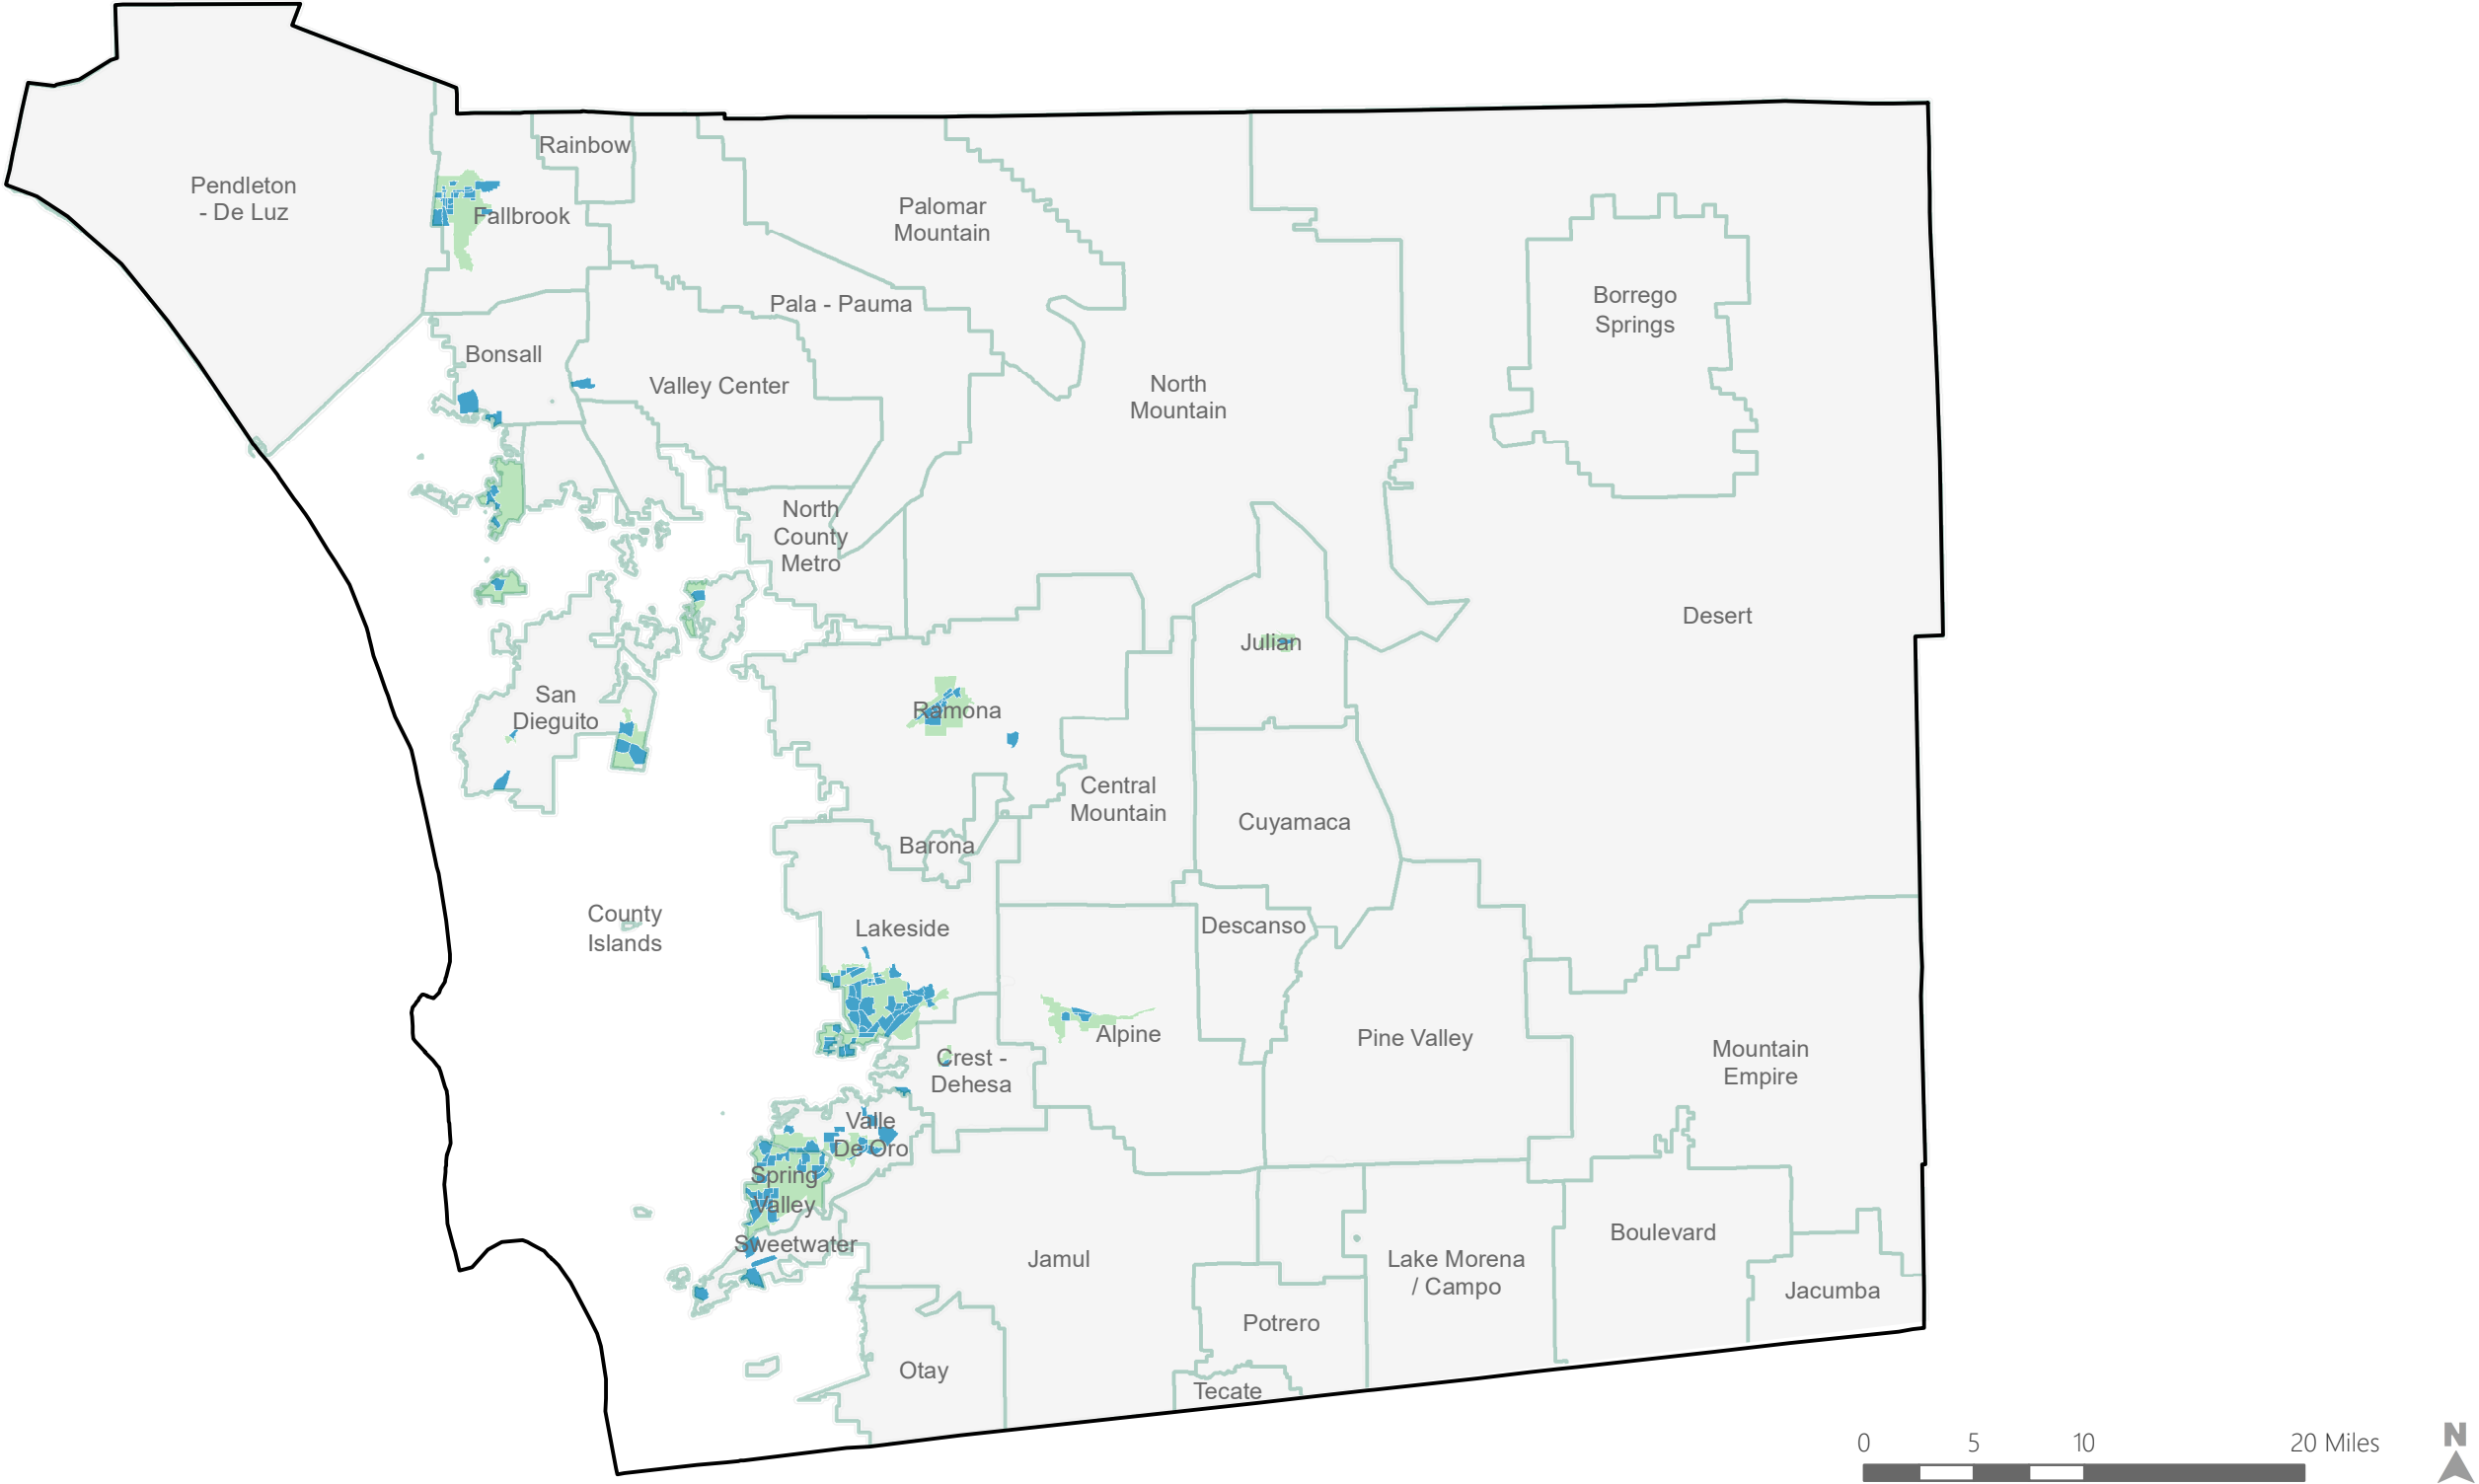 Rainbow
Pendleton
- De Luz
Fallbrook
Palomar
Mountain
Pala - Pauma
Borrego
Springs
Bonsall
Valley Center
North
Mountain
North
County
Metro
Desert
Julian
San
Dieguito
Ramona
Central
Mountain
Cuyamaca
Barona
County
Islands
Lakeside
Descanso
Alpine
Pine Valley
Mountain
Empire
Crest -
Dehesa
Valle
De Oro
Spring
Valley
Sweetwater
Jamul
Lake Morena
/ Campo
Boulevard
Jacumba
Potrero
Otay
Tecate
0 5 10 20 Miles
N